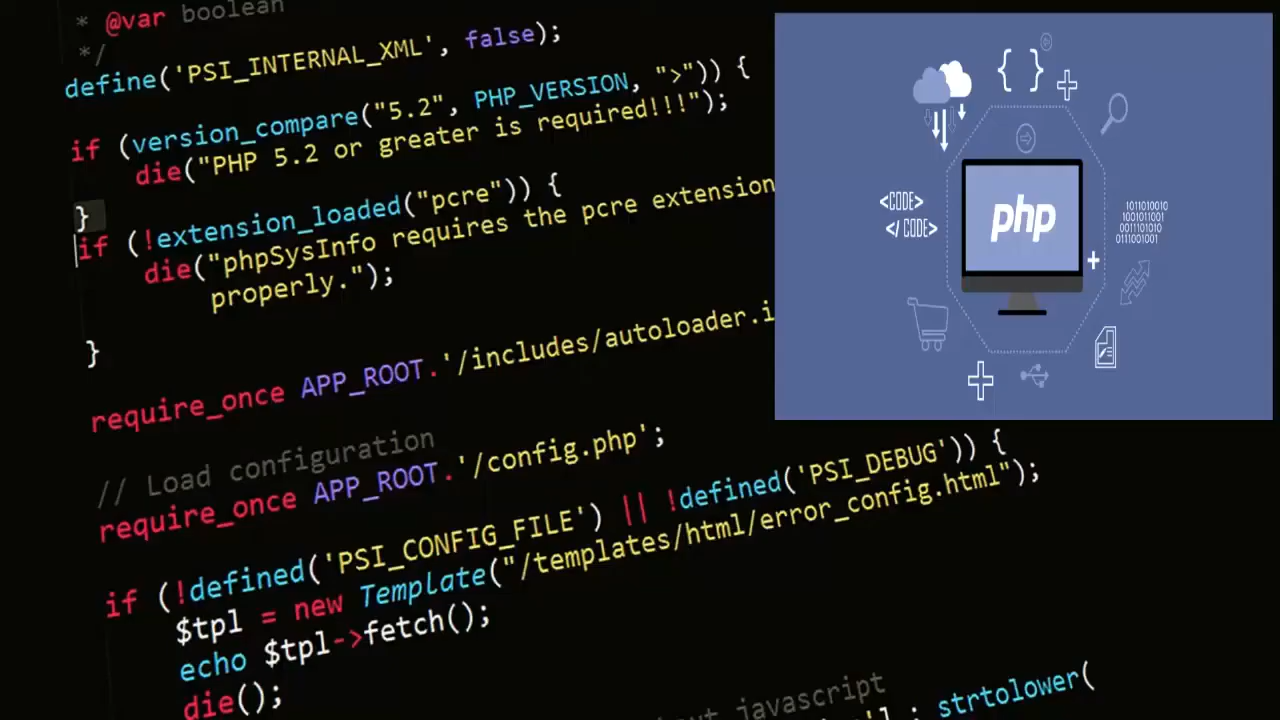 * @var boolean
*/
define('PSI_INTERNAL_XML', false);
if (version_compare("5.2", PHP_VERSION, ">")) {
die("PHP 5.2 or greater is required!!!");
}
if (!extension_loaded("pcre")) {
die("phpSysInfo requires the pcre extension
properly.");
}
require_once APP_ROOT.'/includes/autoloader.i
// Load configuration
require_once APP_ROOT.'/config.php';
if (!defined('PSI_CONFIG_FILE') || !defined('PSI_DEBUG')) {
$tpl = new Template("/templates/html/error_config.html");
echo $tpl->fetch();
die();
javascript
strtolower(
{ }
<CODE>
</ CODE>
php
1011010010
1001011001
0011101010
0111001001